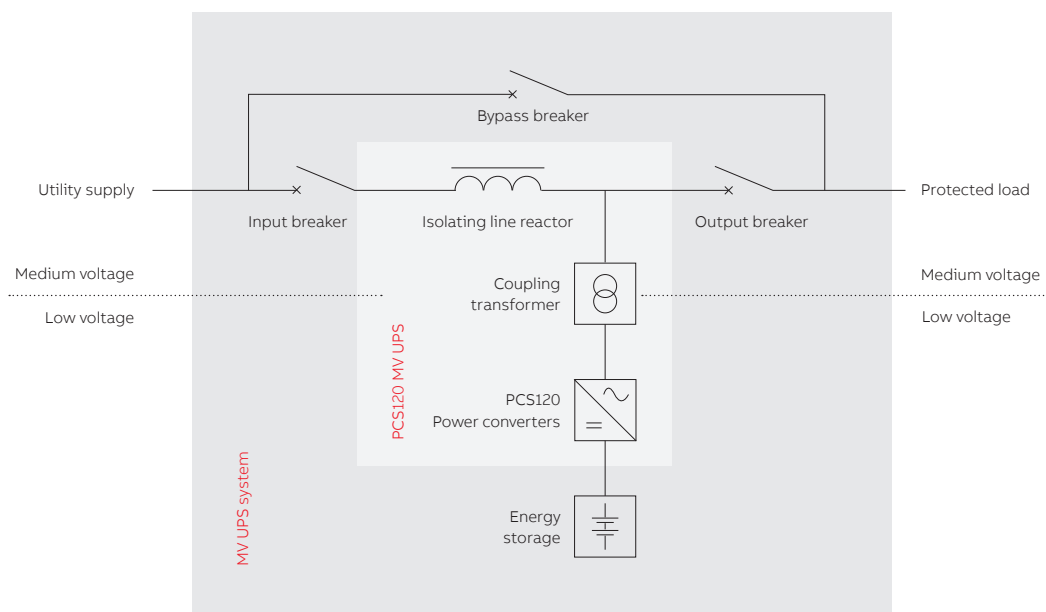 Bypass breaker
Utility supply
Protected load
Input breaker
Isolating line reactor
Output breaker
Medium voltage
Low voltage
Coupling
transformer
Medium voltage
Low voltage
PCS120 MV UPS
PCS120
Power converters
MV UPS system
Energy
storage